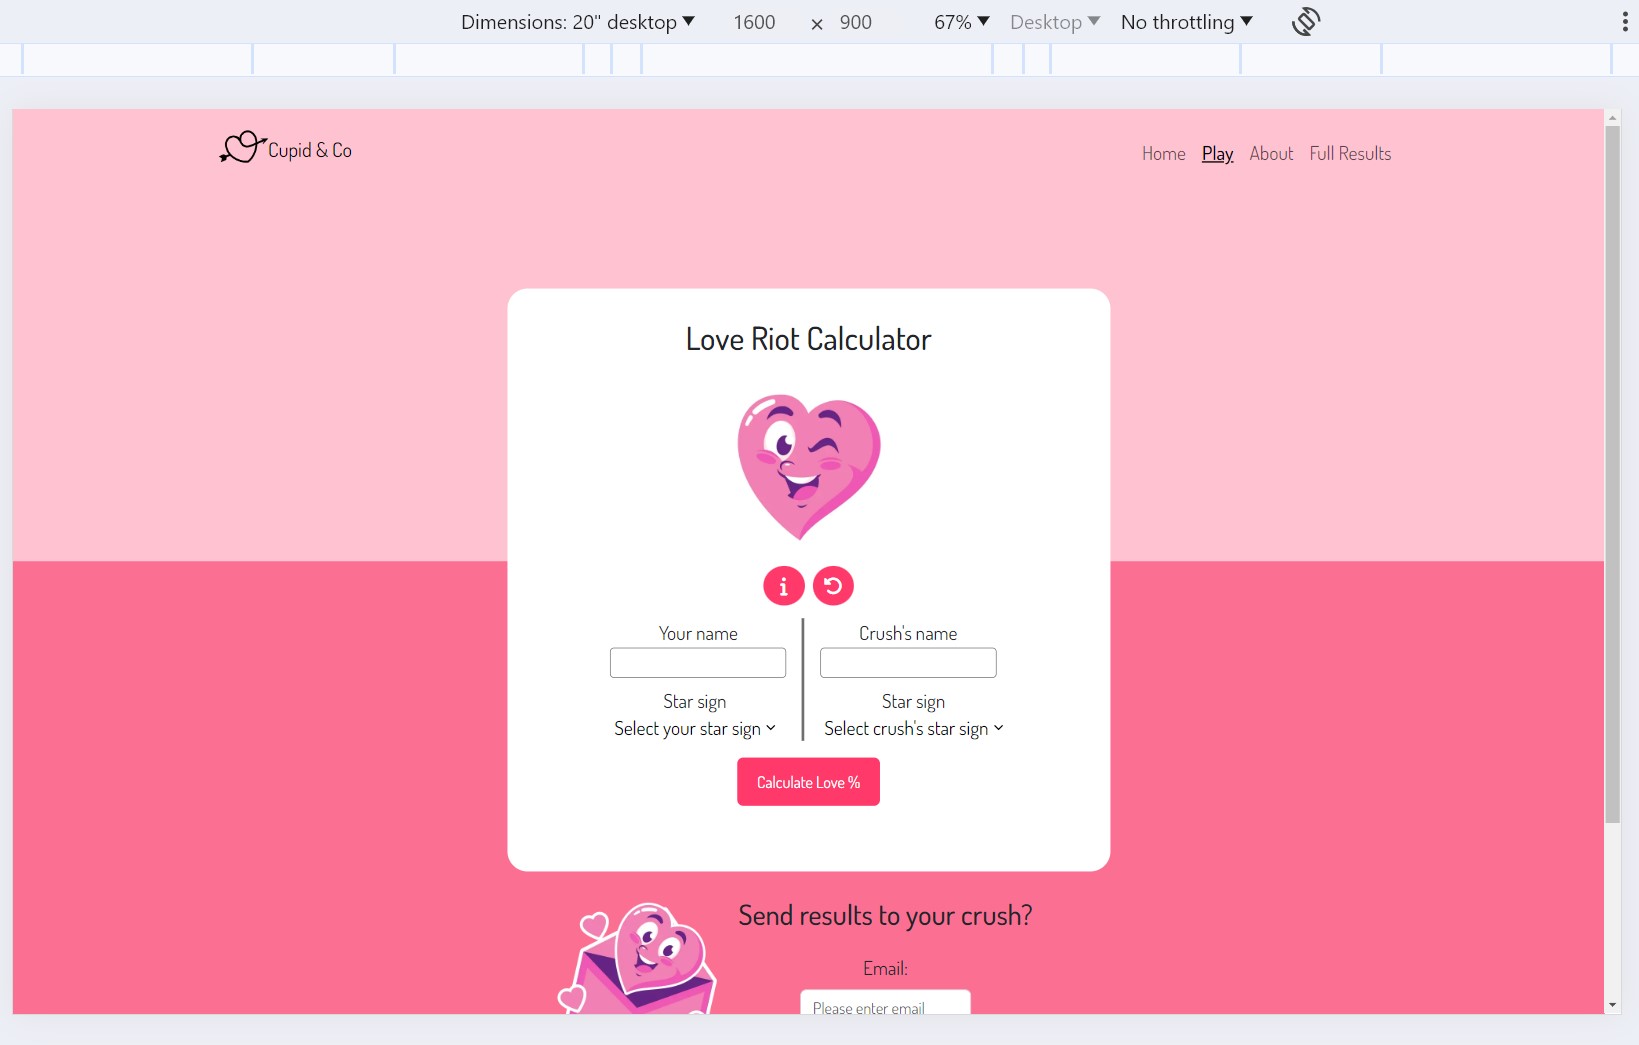 Dimensions: 20" desktop ▼ 1600 × 900 67% ▼ Desktop ▼ No throttling ▼
Cupid & Co
Home Play About Full Results
Love Riot Calculator
Your name Crush's name
Star sign Star sign
Select your star sign Select crush's star sign
Calculate Love %
Send results to your crush?
Email:
Please enter email